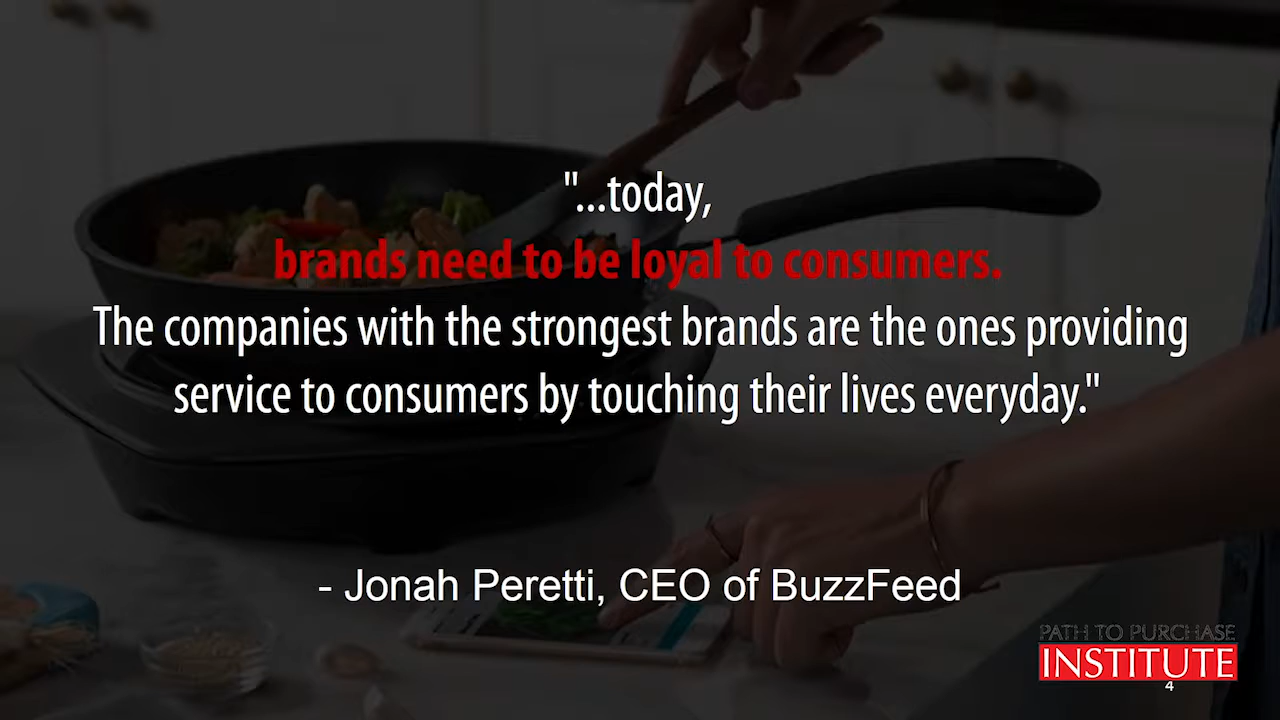 "...today,
brands need to be loyal to consumers.
The companies with the strongest brands are the ones providing
service to consumers by touching their lives everyday."
- Jonah Peretti, CEO of BuzzFeed
PATH TO PURCHASE
INSTITUTE
4